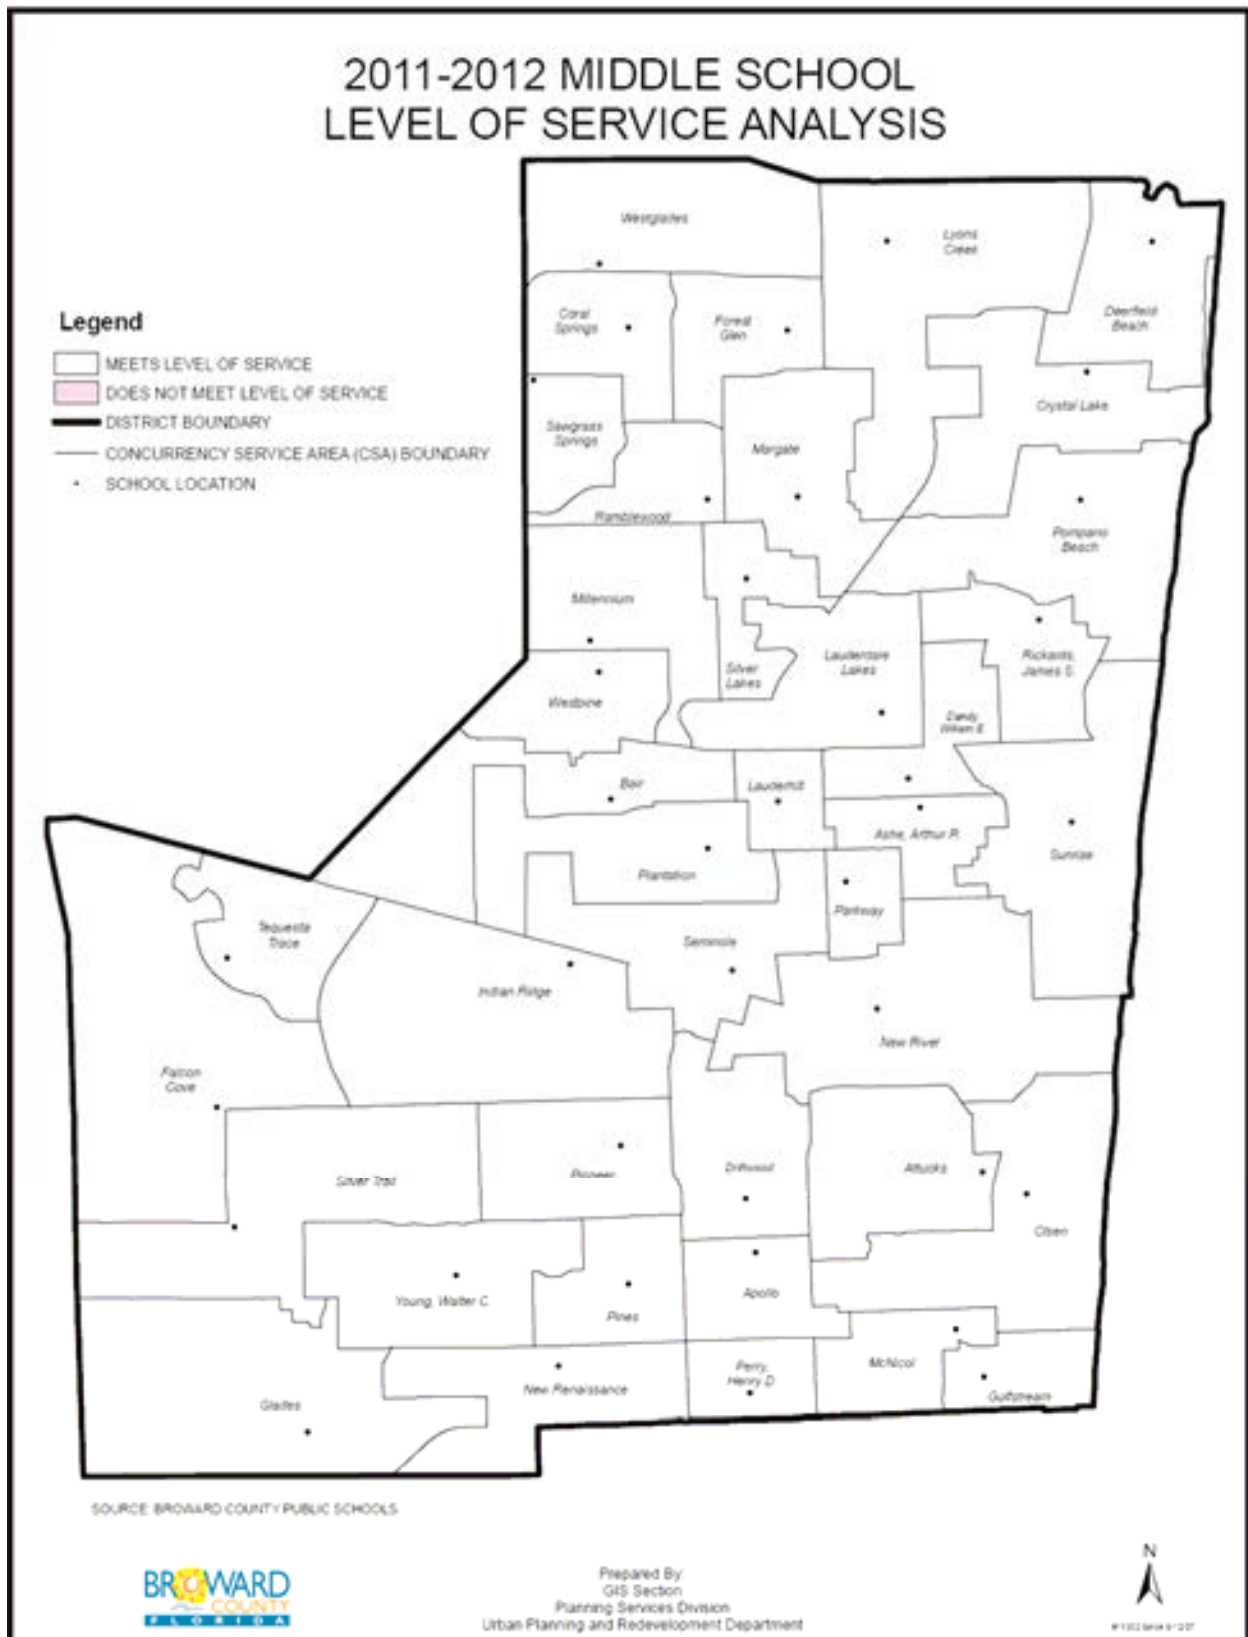 2011-2012 MIDDLE SCHOOL
LEVEL OF SERVICE ANALYSIS
Legend
MEETS LEVEL OF SERVICE
DOES NOT MEET LEVEL OF SERVICE
DISTRICT BOUNDARY
CONCURRENCY SERVICE AREA (CSA) BOUNDARY
SCHOOL LOCATION
Westglades
Lyons
Creek
Deerfield
Beach
Coral
Springs
Forest
Glen
Crystal Lake
Sawgrass
Springs
Margate
Ramblewood
Pompano
Beach
Millennium
Silver
Lakes
Lauderdale
Lakes
Rickards,
James S.
Westpine
Dandy,
William E
Bair
Lauderhill
Ashe, Arthur R.
Sunrise
Plantation
Parkway
Tequesta
Trace
Seminole
Indian Ridge
New River
Falcon
Cove
Silver Trail
Pioneer
Driftwood
Attucks
Olsen
Young, Walter C.
Pines
Apollo
New Renaissance
Perry,
Henry D
McNicol
Gulfstream
Glades
SOURCE: BROWARD COUNTY PUBLIC SCHOOLS
BROWARD
COUNTY
FLORIDA
Prepared By:
GIS Section
Planning Services Division
Urban Planning and Redevelopment Department
N